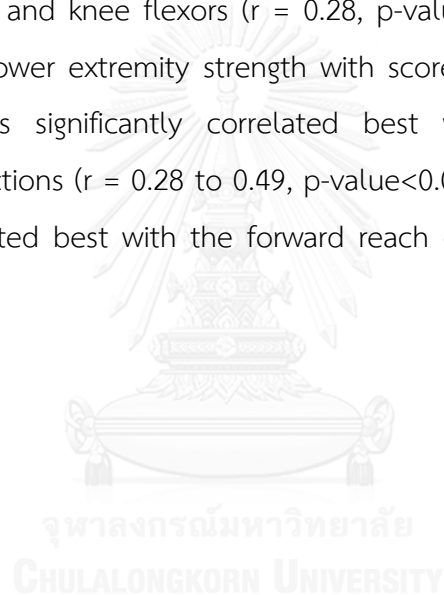 and knee flexors (r = 0.28, p-valu
ower extremity strength with score
s significantly correlated best
ctions (r = 0.28 to 0.49, p-value<0.0
ted best with the forward reach
จุฬาลงกรณ์มหาวิทยาลัย
CHULALONGKORN UNIVERSITY